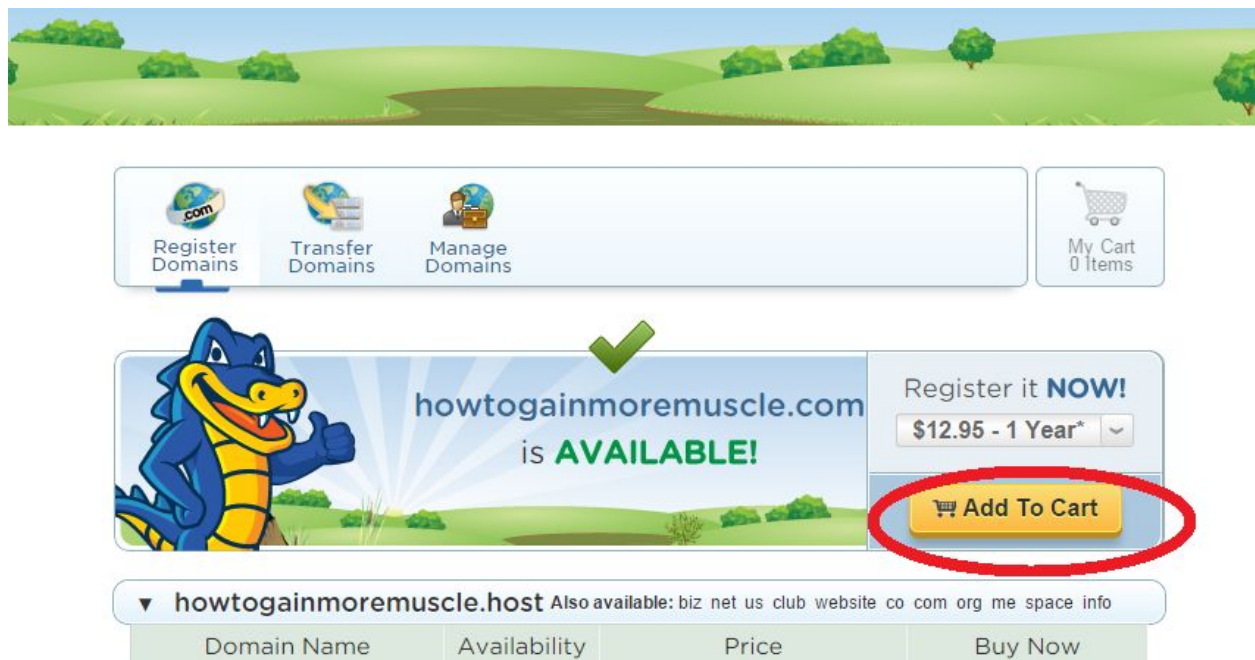 .com
Register
Domains
Transfer
Domains
Manage
Domains
My Cart
0 Items
howtogainmoremuscle.com
is AVAILABLE!
Register it NOW!
$12.95 - 1 Year*
Add To Cart
▼ howtogainmoremuscle.host Also available: biz net us club website co com org me space info
Domain Name Availability Price Buy Now